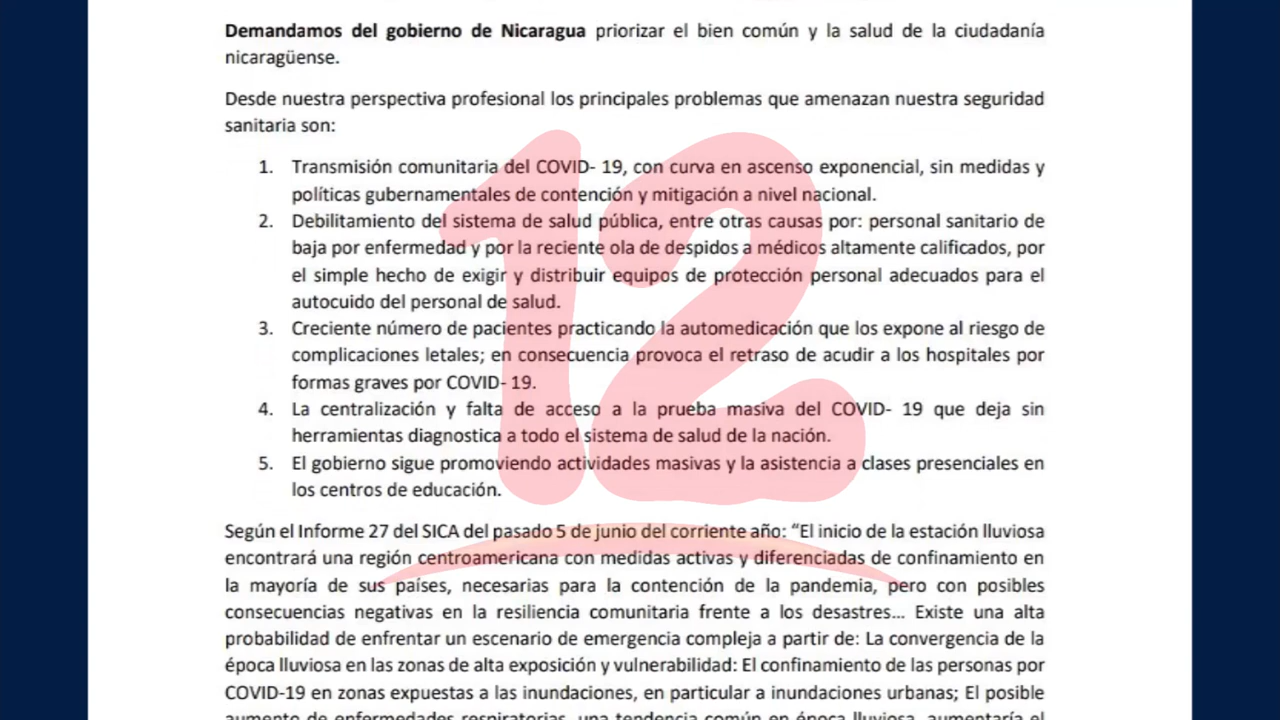 Demandamos del gobierno de Nicaragua priorizar el bien común y la salud de la ciudadanía
nicaragüense.
Desde nuestra perspectiva profesional los principales problemas que amenazan nuestra seguridad
sanitaria son:
1. Transmisión comunitaria del COVID- 19, con curva en ascenso exponencial, sin medidas y
políticas gubernamentales de contención y mitigación a nivel nacional.
2. Debilitamiento del sistema de salud pública, entre otras causas por: personal sanitario de
baja por enfermedad y por la reciente ola de despidos a médicos altamente calificados, por
el simple hecho de exigir y distribuir equipos de protección personal adecuados para el
autocuido del personal de salud.
3. Creciente número de pacientes practicando la automedicación que los expone al riesgo de
complicaciones letales; en consecuencia provoca el retraso de acudir a los hospitales por
formas graves por COVID- 19.
4. La centralización y falta de acceso a la prueba masiva del COVID- 19 que deja sin
herramientas diagnostica a todo el sistema de salud de la nación.
5. El gobierno sigue promoviendo actividades masivas y la asistencia a clases presenciales en
los centros de educación.
Según el Informe 27 del SICA del pasado 5 de junio del corriente año: “El inicio de la estación lluviosa
encontrará una región centroamericana con medidas activas y diferenciadas de confinamiento en
la mayoría de sus países, necesarias para la contención de la pandemia, pero con posibles
consecuencias negativas en la resiliencia comunitaria frente a los desastres... Existe una alta
probabilidad de enfrentar un escenario de emergencia compleja a partir de: La convergencia de la
época lluviosa en las zonas de alta exposición y vulnerabilidad: El confinamiento de las personas por
COVID-19 en zonas expuestas a las inundaciones, en particular a inundaciones urbanas; El posible
aumento de enfermedades respiratorias, una tendencia común en época lluviosa, aumentaría el
12